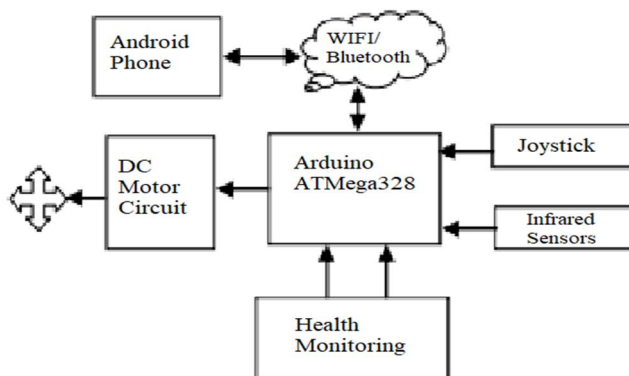 Android
Phone
WIFI/
Bluetooth
DC
Motor
Circuit
Arduino
ATMega328
Joystick
Infrared
Sensors
Health
Monitoring